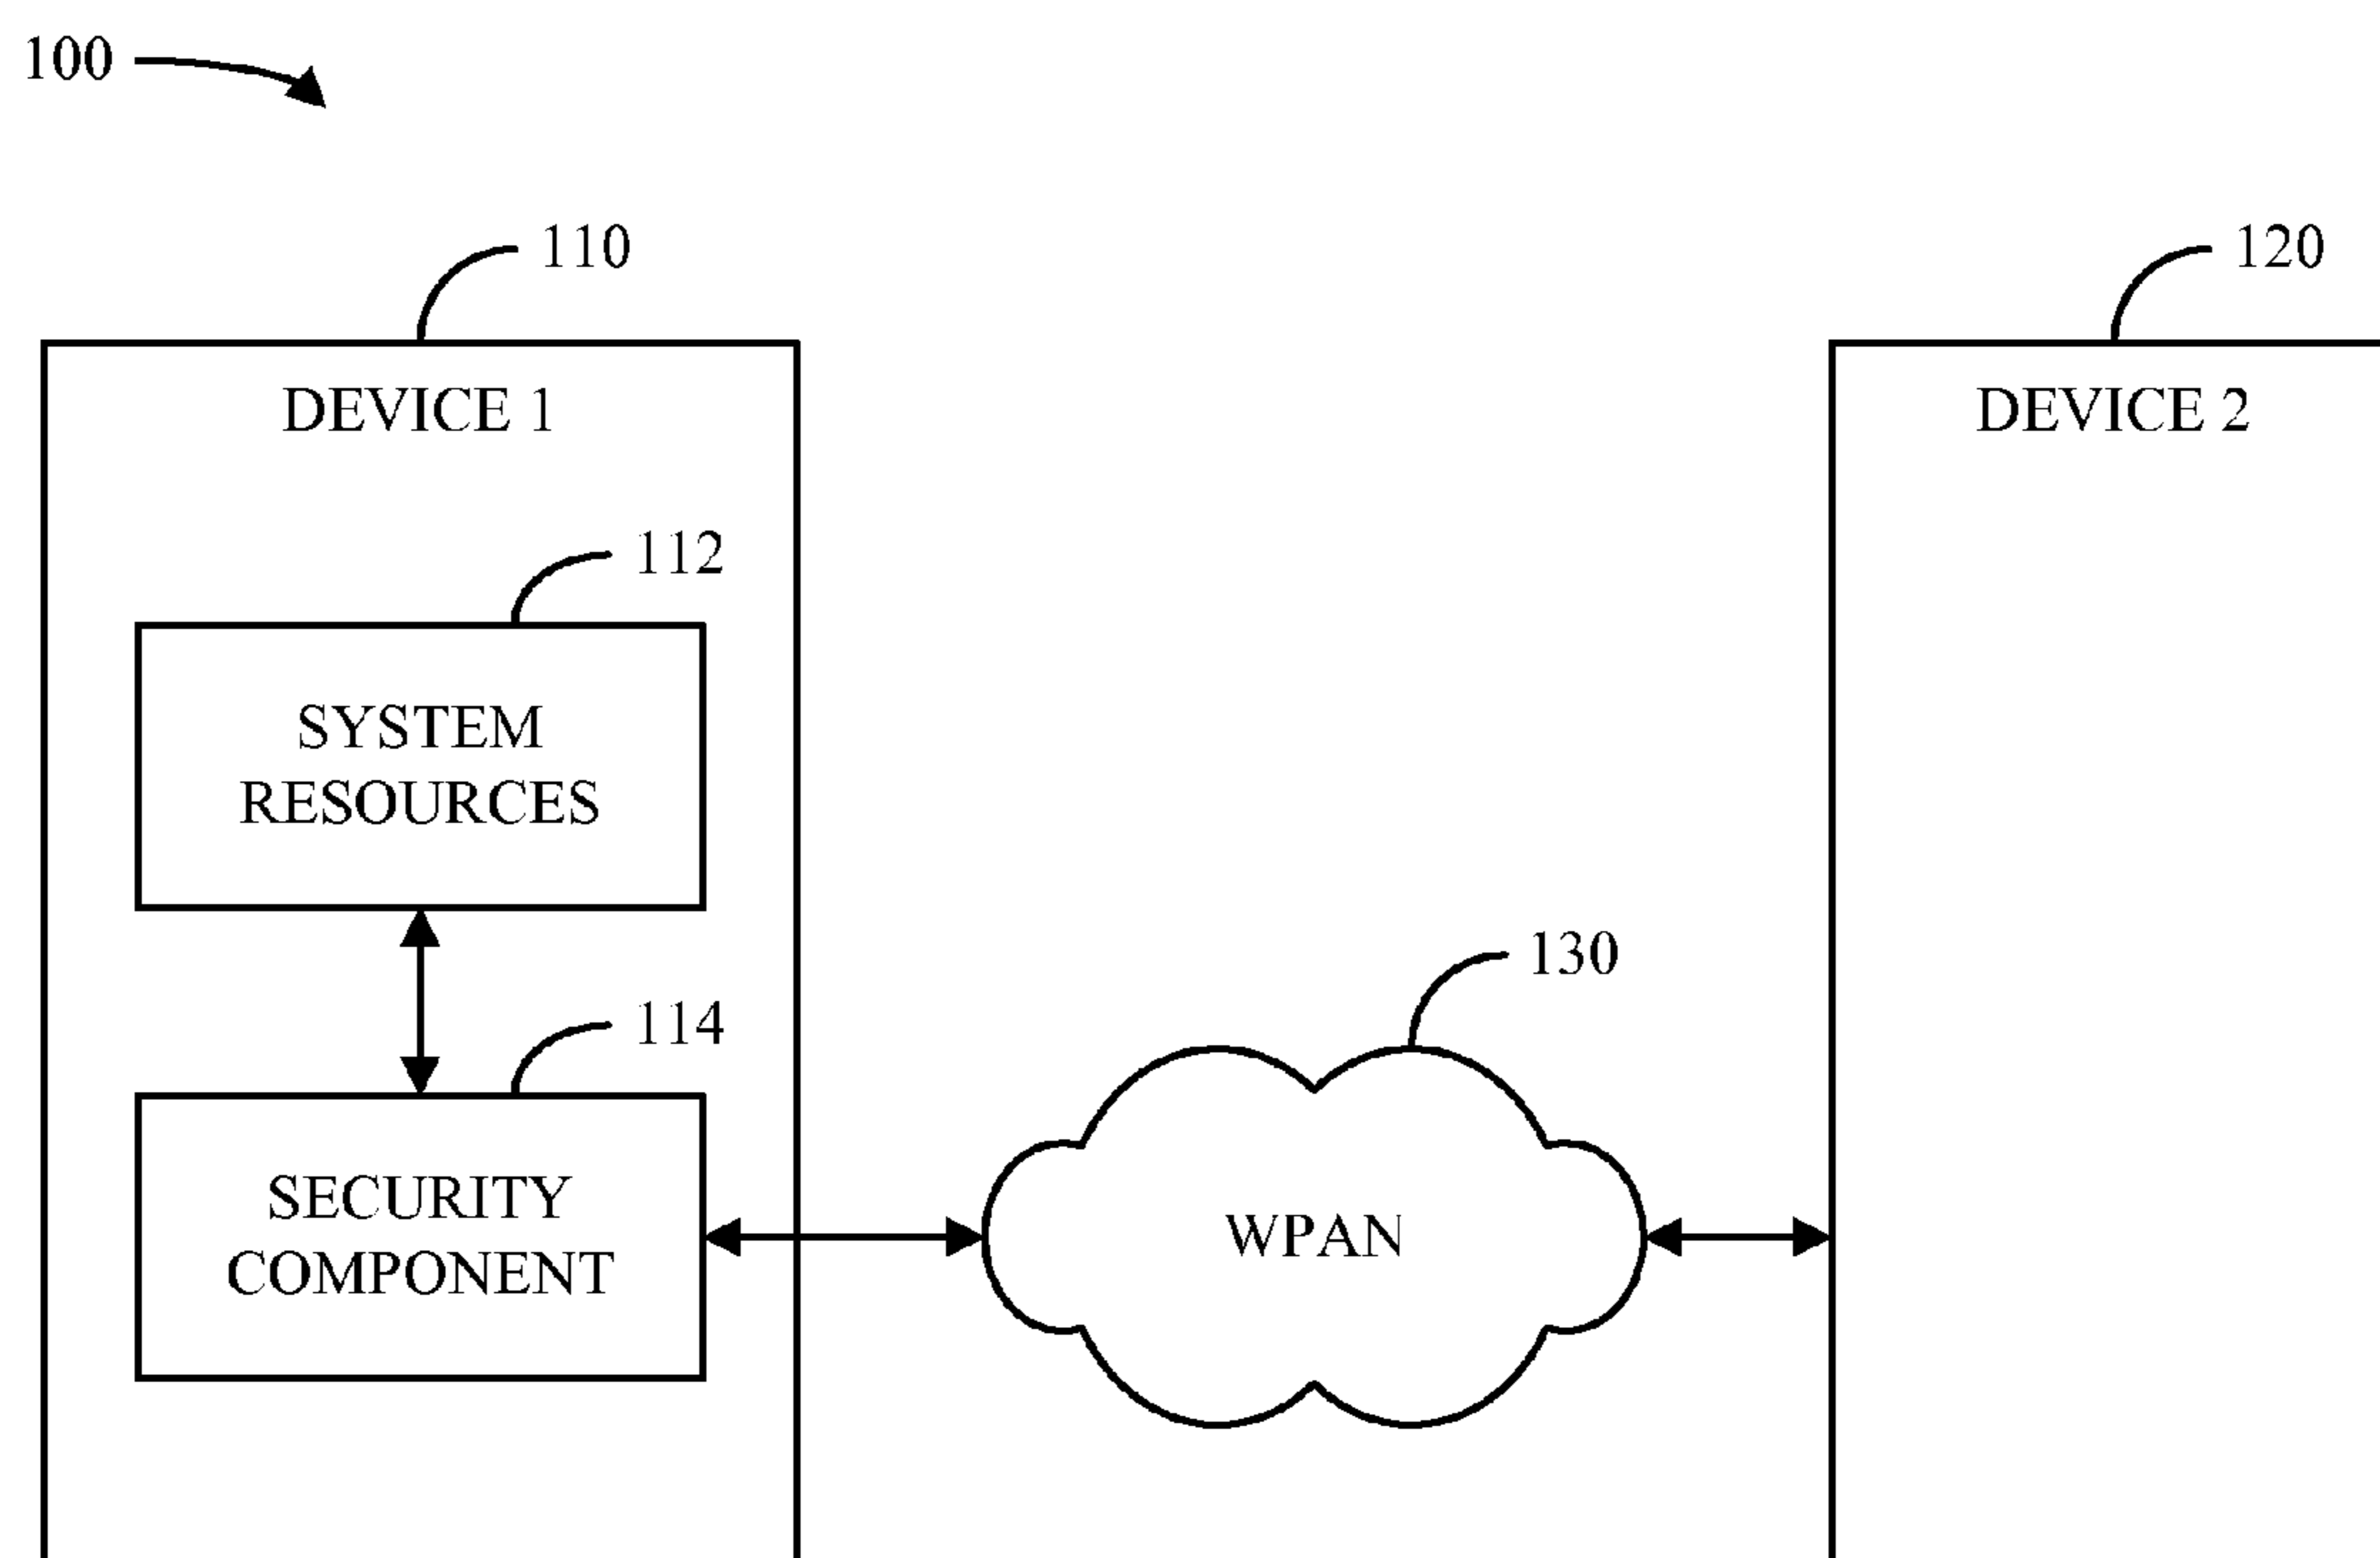 100
110
120
DEVICE 1
DEVICE 2
112
SYSTEM
RESOURCES
130
114
SECURITY
COMPONENT
WPAN